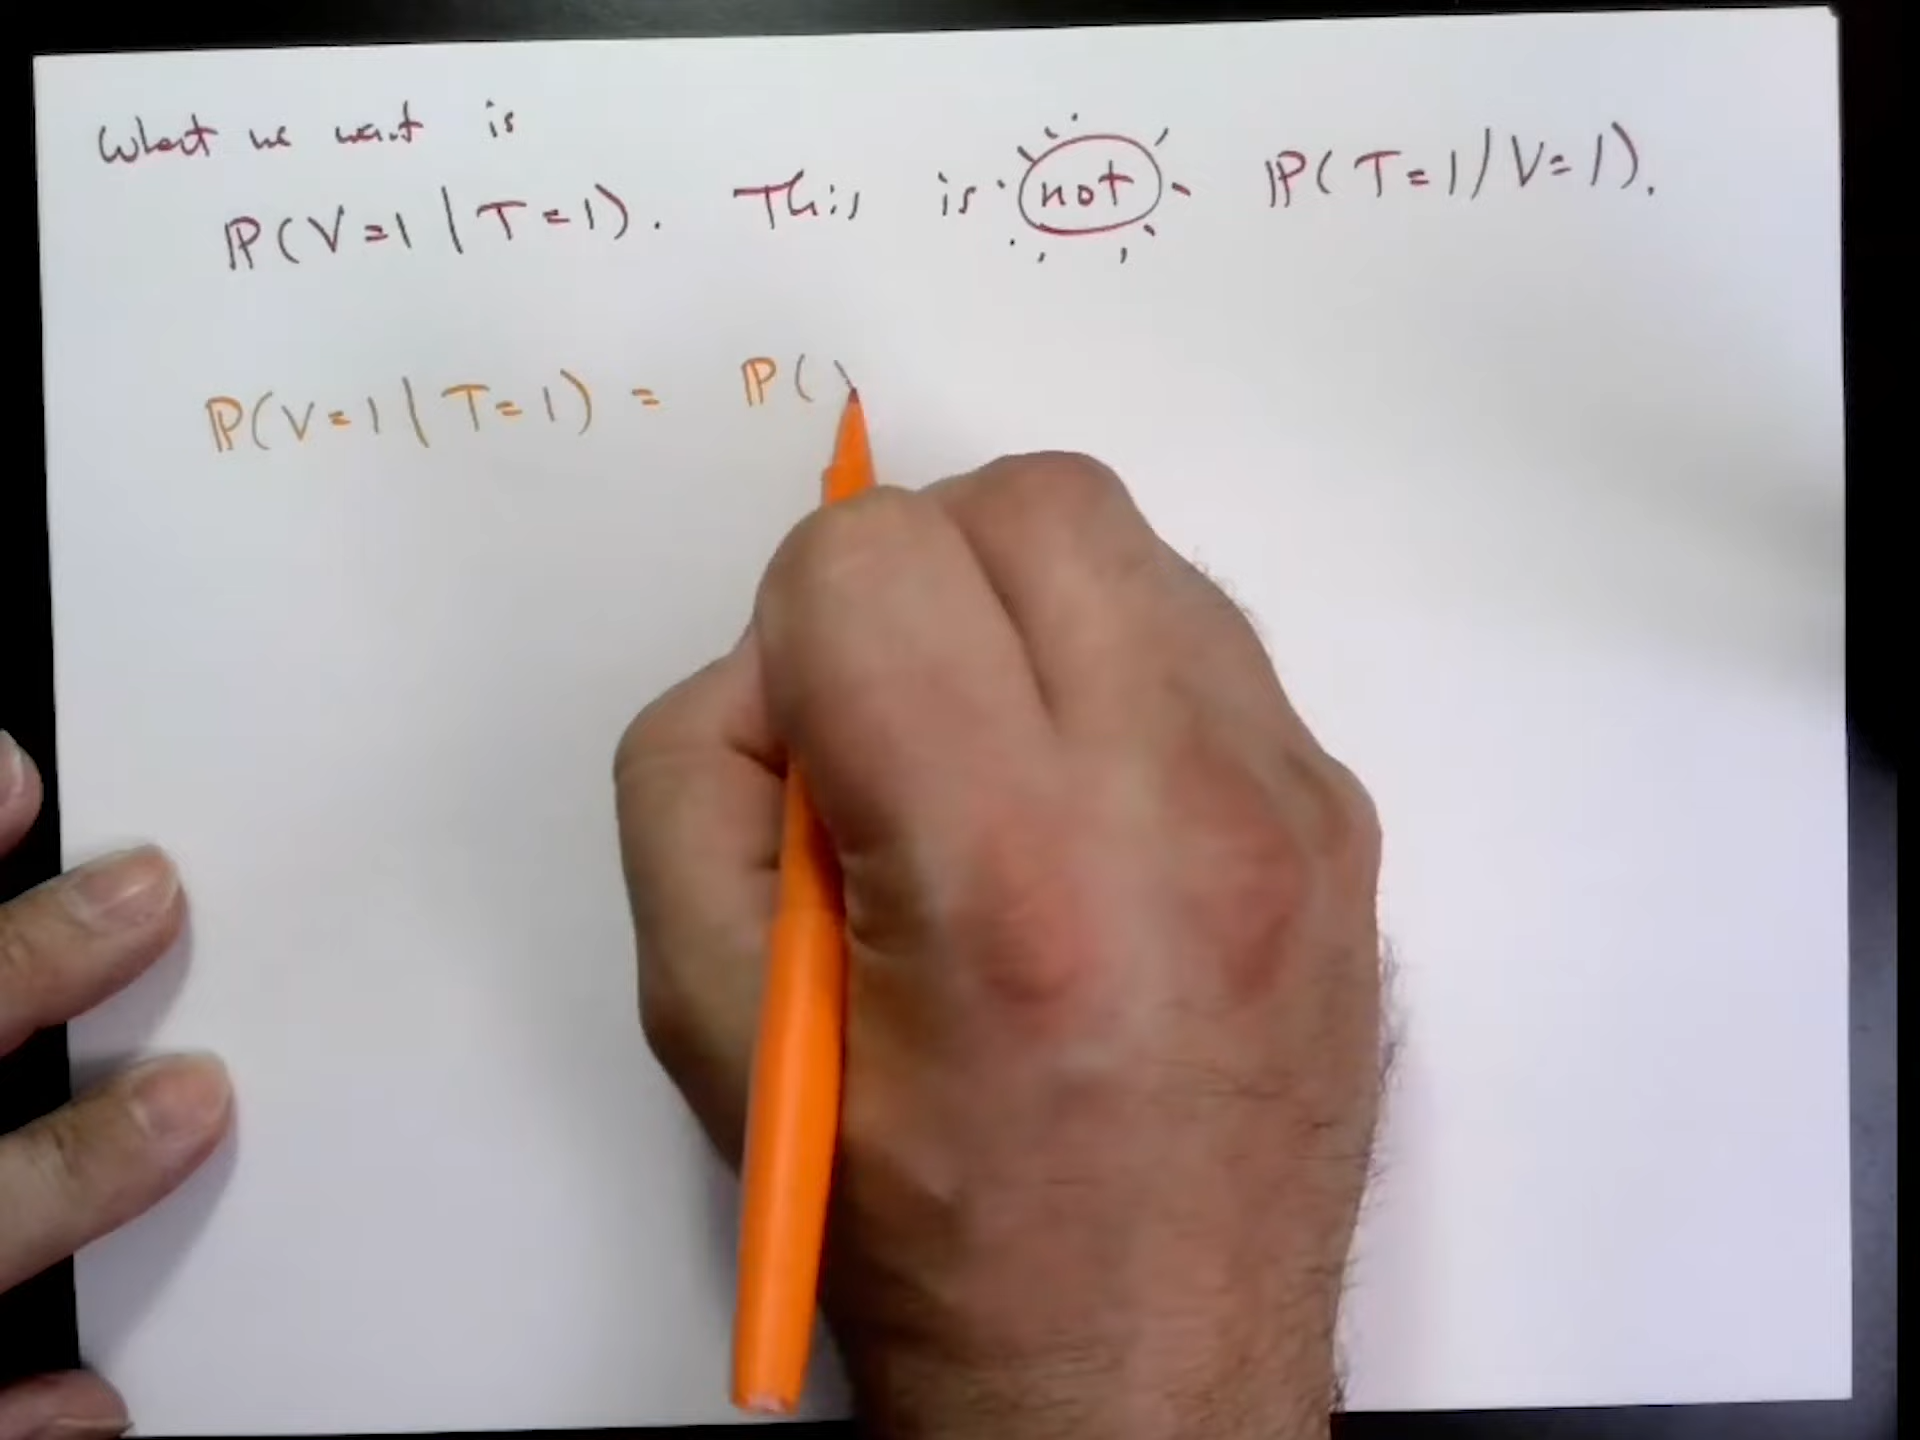 What we want is
ℙ(V=1 | T=1). This is not ℙ(T=1 | V=1).
ℙ(V=1 | T=1) = ℙ(